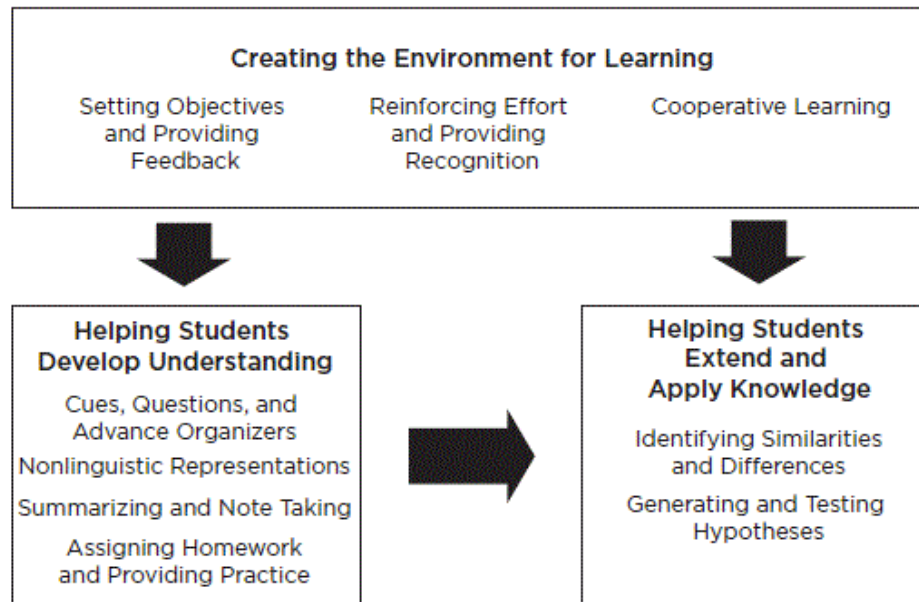 Creating the Environment for Learning
Setting Objectives
and Providing
Feedback
Reinforcing Effort
and Providing
Recognition
Cooperative Learning
Helping Students
Develop Understanding
Cues, Questions, and
Advance Organizers
Nonlinguistic Representations
Summarizing and Note Taking
Assigning Homework
and Providing Practice
Helping Students
Extend and
Apply Knowledge
Identifying Similarities
and Differences
Generating and Testing
Hypotheses